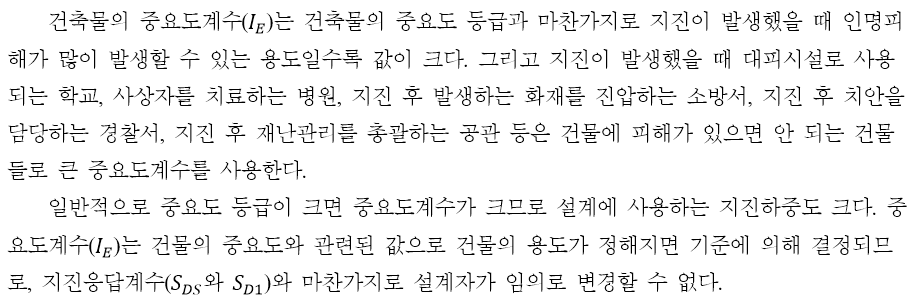 건축물의 중요도계수(I_E)는 건축물의 중요도 등급과 마찬가지로 지진이 발생했을 때 인명피
해가 많이 발생할 수 있는 용도일수록 값이 크다. 그리고 지진이 발생했을 때 대피시설로 사용
되는 학교, 사상자를 치료하는 병원, 지진 후 발생하는 화재를 진압하는 소방서, 지진 후 치안을
담당하는 경찰서, 지진 후 재난관리를 총괄하는 공관 등은 건물에 피해가 있으면 안 되는 건물
들로 큰 중요도계수를 사용한다.
일반적으로 중요도 등급이 크면 중요도계수가 크므로 설계에 사용하는 지진하중도 크다. 중
요도계수(I_E)는 건물의 중요도와 관련된 값으로 건물의 용도가 정해지면 기준에 의해 결정되므
로, 지진응답계수(S_DS와 S_D1)와 마찬가지로 설계자가 임의로 변경할 수 없다.